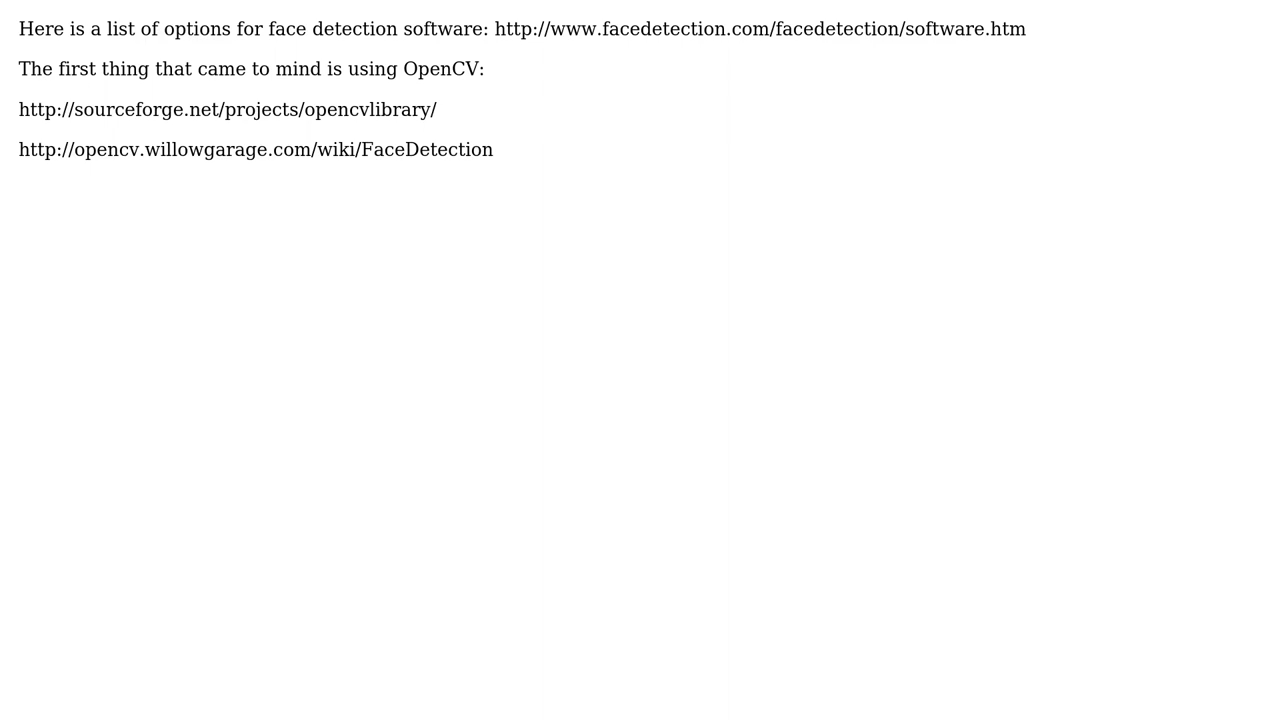 Here is a list of options for face detection software: http://www.facedetection.com/facedetection/software.htm
The first thing that came to mind is using OpenCV:
http://sourceforge.net/projects/opencvlibrary/
http://opencv.willowgarage.com/wiki/FaceDetection